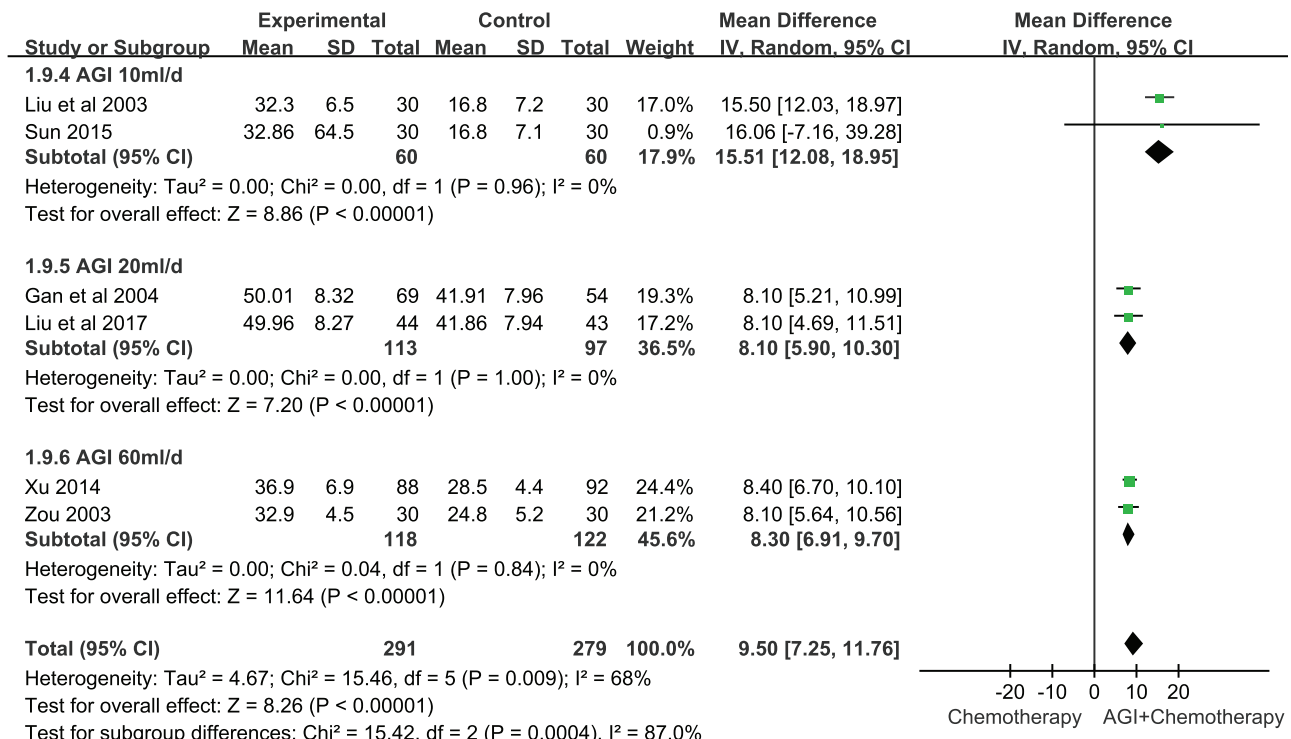 Experimental Control Mean Difference Mean Difference
Study or Subgroup Mean SD Total Mean SD Total Weight IV, Random, 95% CI IV, Random, 95% CI
1.9.4 AGI 10ml/d
Liu et al 2003 32.3 6.5 30 16.8 7.2 30 17.0% 15.50 [12.03, 18.97]
Sun 2015 32.86 64.5 30 16.8 7.1 30 0.9% 16.06 [-7.16, 39.28]
Subtotal (95% CI) 60 60 17.9% 15.51 [12.08, 18.95]
Heterogeneity: Tau² = 0.00; Chi² = 0.00, df = 1 (P = 0.96); I² = 0%
Test for overall effect: Z = 8.86 (P < 0.00001)
1.9.5 AGI 20ml/d
Gan et al 2004 50.01 8.32 69 41.91 7.96 54 19.3% 8.10 [5.21, 10.99]
Liu et al 2017 49.96 8.27 44 41.86 7.94 43 17.2% 8.10 [4.69, 11.51]
Subtotal (95% CI) 113 97 36.5% 8.10 [5.90, 10.30]
Heterogeneity: Tau² = 0.00; Chi² = 0.00, df = 1 (P = 1.00); I² = 0%
Test for overall effect: Z = 7.20 (P < 0.00001)
1.9.6 AGI 60ml/d
Xu 2014 36.9 6.9 88 28.5 4.4 92 24.4% 8.40 [6.70, 10.10]
Zou 2003 32.9 4.5 30 24.8 5.2 30 21.2% 8.10 [5.64, 10.56]
Subtotal (95% CI) 118 122 45.6% 8.30 [6.91, 9.70]
Heterogeneity: Tau² = 0.00; Chi² = 0.04, df = 1 (P = 0.84); I² = 0%
Test for overall effect: Z = 11.64 (P < 0.00001)
Total (95% CI) 291 279 100.0% 9.50 [7.25, 11.76]
Heterogeneity: Tau² = 4.67; Chi² = 15.46, df = 5 (P = 0.009); I² = 68%
Test for overall effect: Z = 8.26 (P < 0.00001)
Test for subgroup differences: Chi² = 15.42, df = 2 (P = 0.0004), I² = 87.0%
-20 -10 0 10 20
Chemotherapy AGI+Chemotherapy